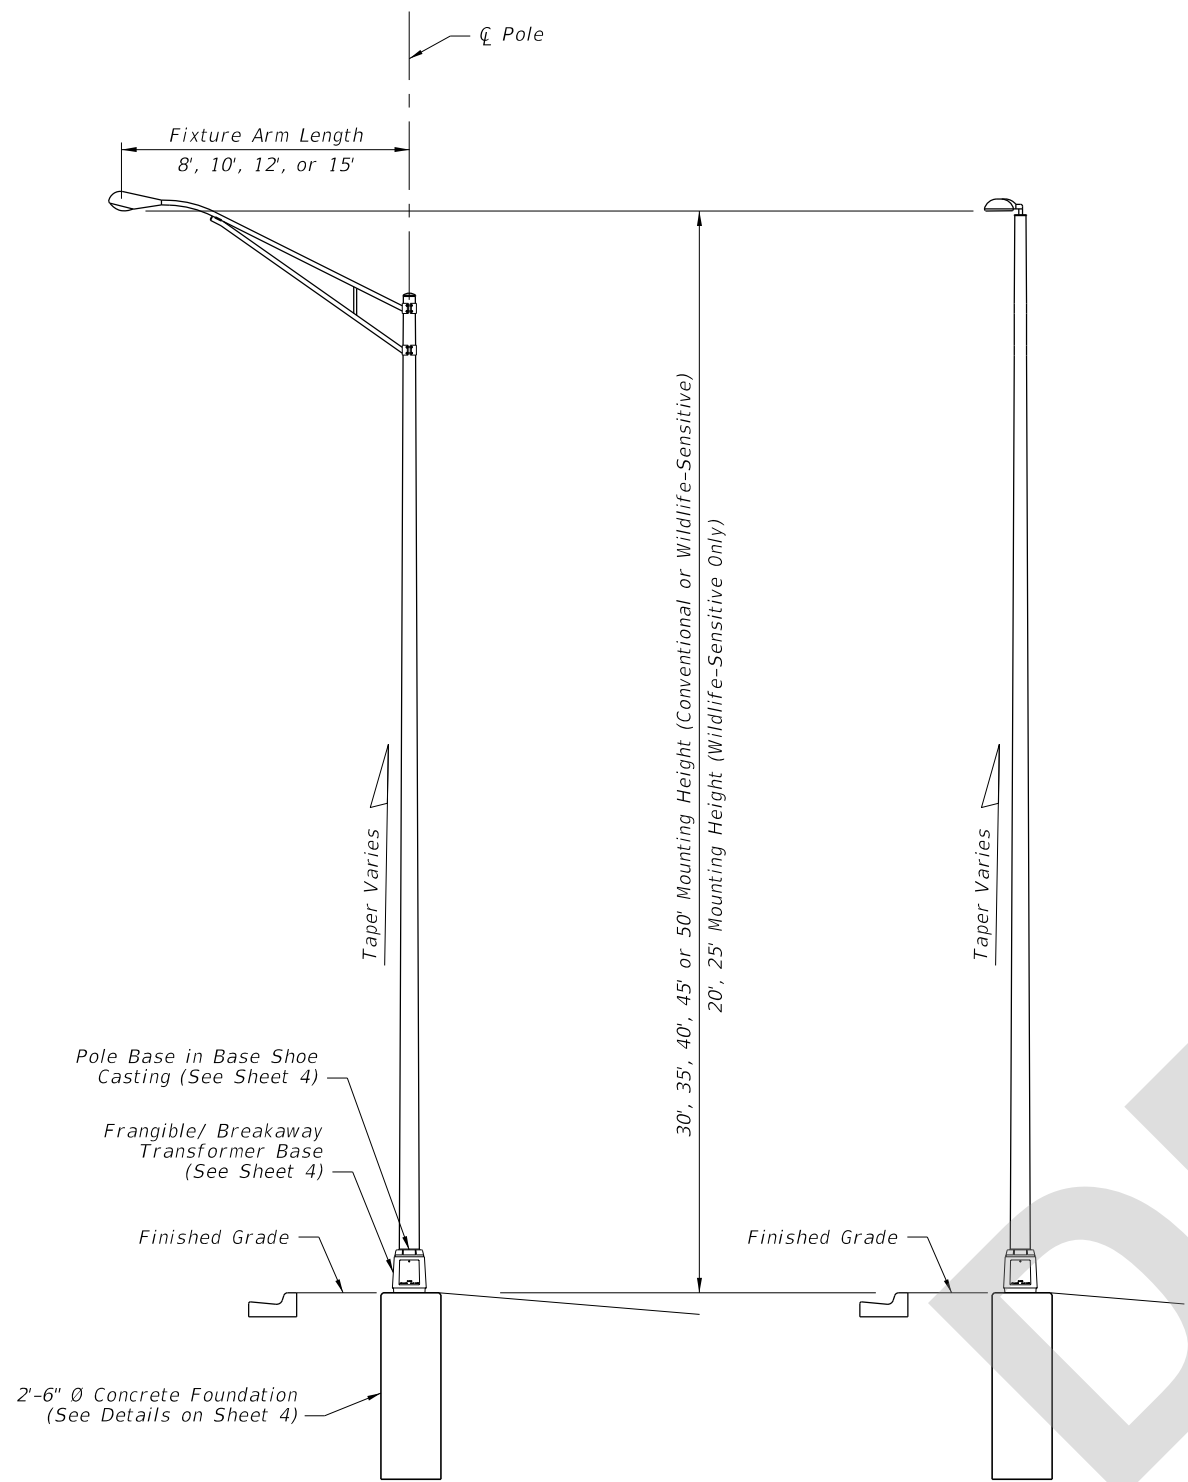 ℄ Pole
Fixture Arm Length
8', 10', 12', or 15'
30', 35', 40', 45' or 50' Mounting Height (Conventional or Wildlife-Sensitive)
20', 25' Mounting Height (Wildlife-Sensitive Only)
Taper Varies
Taper Varies
Pole Base in Base Shoe
Casting (See Sheet 4)
Frangible/ Breakaway
Transformer Base
(See Sheet 4)
Finished Grade
Finished Grade
2'-6" Ø Concrete Foundation
(See Details on Sheet 4)